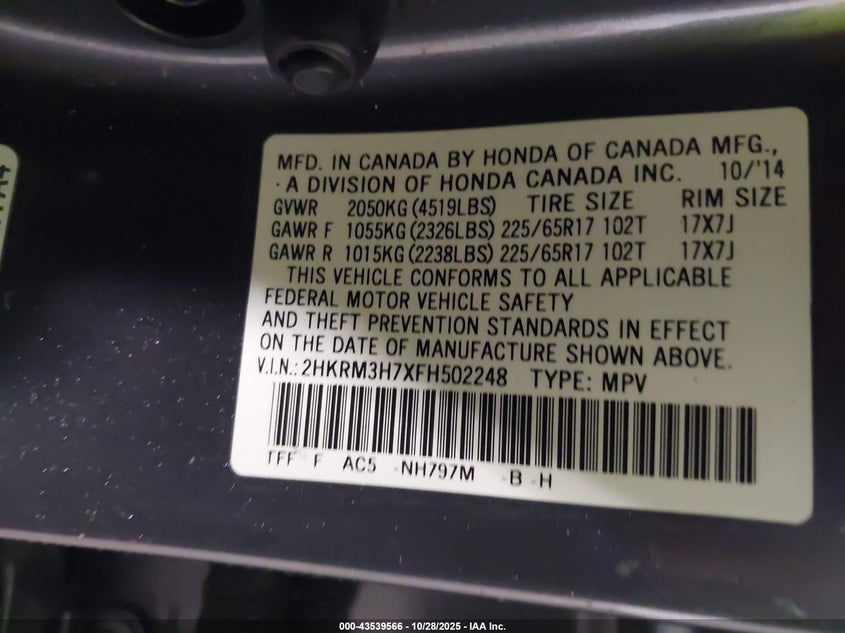 MFD. IN CANADA BY HONDA OF CANADA MFG.,
A DIVISION OF HONDA CANADA INC. 10/'14
GVWR 2050KG (4519LBS) TIRE SIZE RIM SIZE
GAWR F 1055KG (2326LBS) 225/65R17 102T 17X7J
GAWR R 1015KG (2238LBS) 225/65R17 102T 17X7J
THIS VEHICLE CONFORMS TO ALL APPLICABLE
FEDERAL MOTOR VEHICLE SAFETY
AND THEFT PREVENTION STANDARDS IN EFFECT
ON THE DATE OF MANUFACTURE SHOWN ABOVE.
V.I.N.: 2HKRM3H7XFH502248 TYPE: MPV
TFF F AC5 NH797M B H
000-43539566 - 10/28/2025 - IAA Inc.